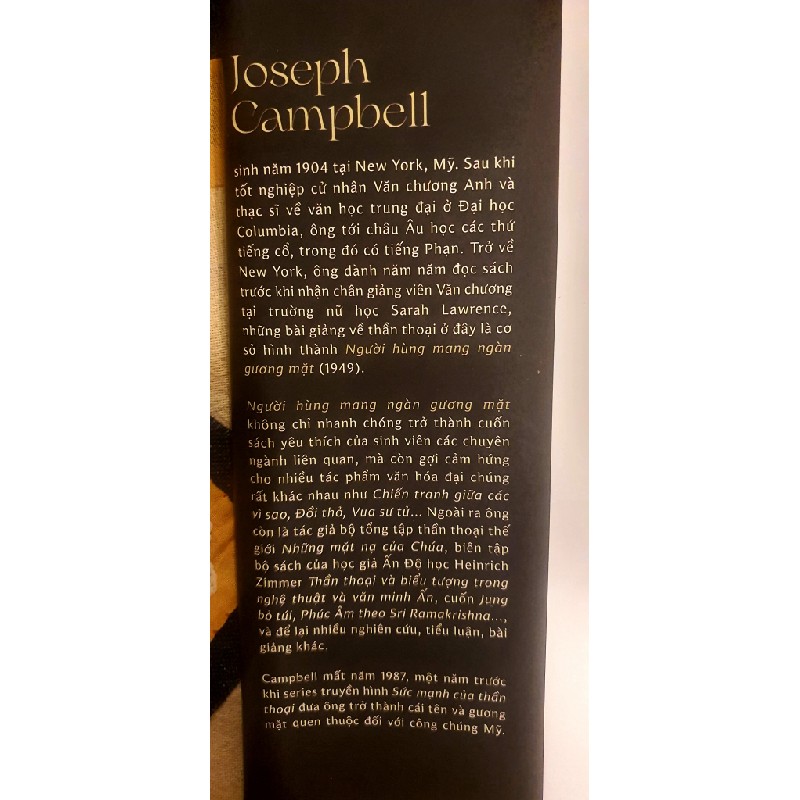 Joseph
Campbell
sinh năm 1904 tại New York, Mỹ. Sau khi
tốt nghiệp cử nhân Văn chương Anh và
thạc sĩ về văn học trung đại ở Đại học
Columbia, ông tới châu Âu học các thứ
tiếng cổ, trong đó có tiếng Phạn. Trở về
New York, ông dành năm năm đọc sách
trước khi nhận chân giảng viên Văn chương
tại trường nữ học Sarah Lawrence,
những bài giảng về thần thoại ở đây là cơ
sở hình thành Người hùng mang ngàn
gương mặt (1949).
Người hùng mang ngàn gương mặt
không chỉ nhanh chóng trở thành cuốn
sách yêu thích của sinh viên các chuyên
ngành liên quan, mà còn gợi cảm hứng
cho nhiều tác phẩm văn hóa đại chúng
rất khác nhau như Chiến tranh giữa các
vì sao, Đồi thỏ, Vua sư tử... Ngoài ra ông
còn là tác giả bộ tổng tập thần thoại thế
giới Những mặt nạ của Chúa, biên tập
bộ sách của học giả Ấn Độ học Heinrich
Zimmer Thần thoại và biểu tượng trong
nghệ thuật và văn minh Ấn, cuốn Jung
bỏ túi, Phúc Âm theo Sri Ramakrishna...,
và để lại nhiều nghiên cứu, tiểu luận, bài
giảng khác.
Campbell mất năm 1987, một năm trước
khi series truyền hình Sức mạnh của thần
thoại đưa ông trở thành cái tên và gương
mặt quen thuộc đối với công chúng Mỹ.